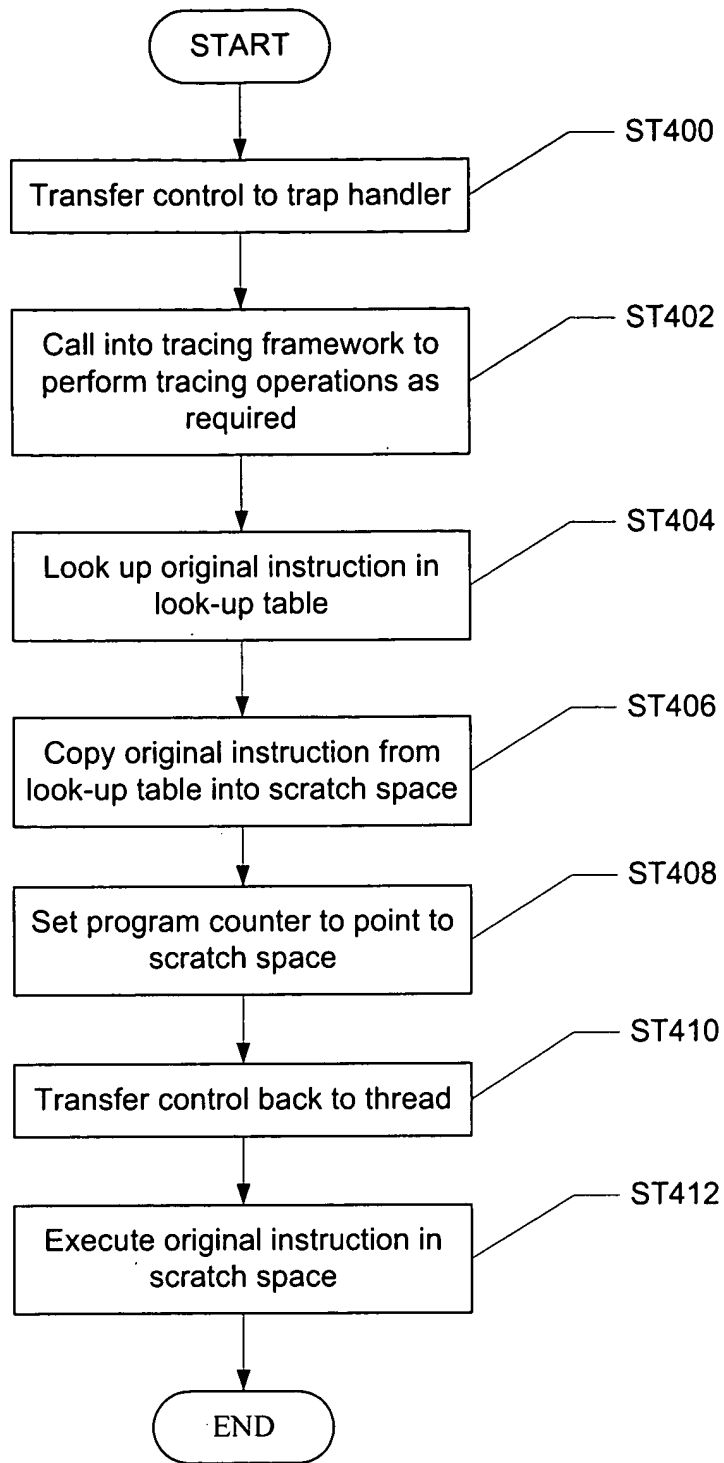 START
ST400
Transfer control to trap handler
ST402
Call into tracing framework to
perform tracing operations as
required
ST404
Look up original instruction in
look-up table
ST406
Copy original instruction from
look-up table into scratch space
ST408
Set program counter to point to
scratch space
ST410
Transfer control back to thread
ST412
Execute original instruction in
scratch space
END